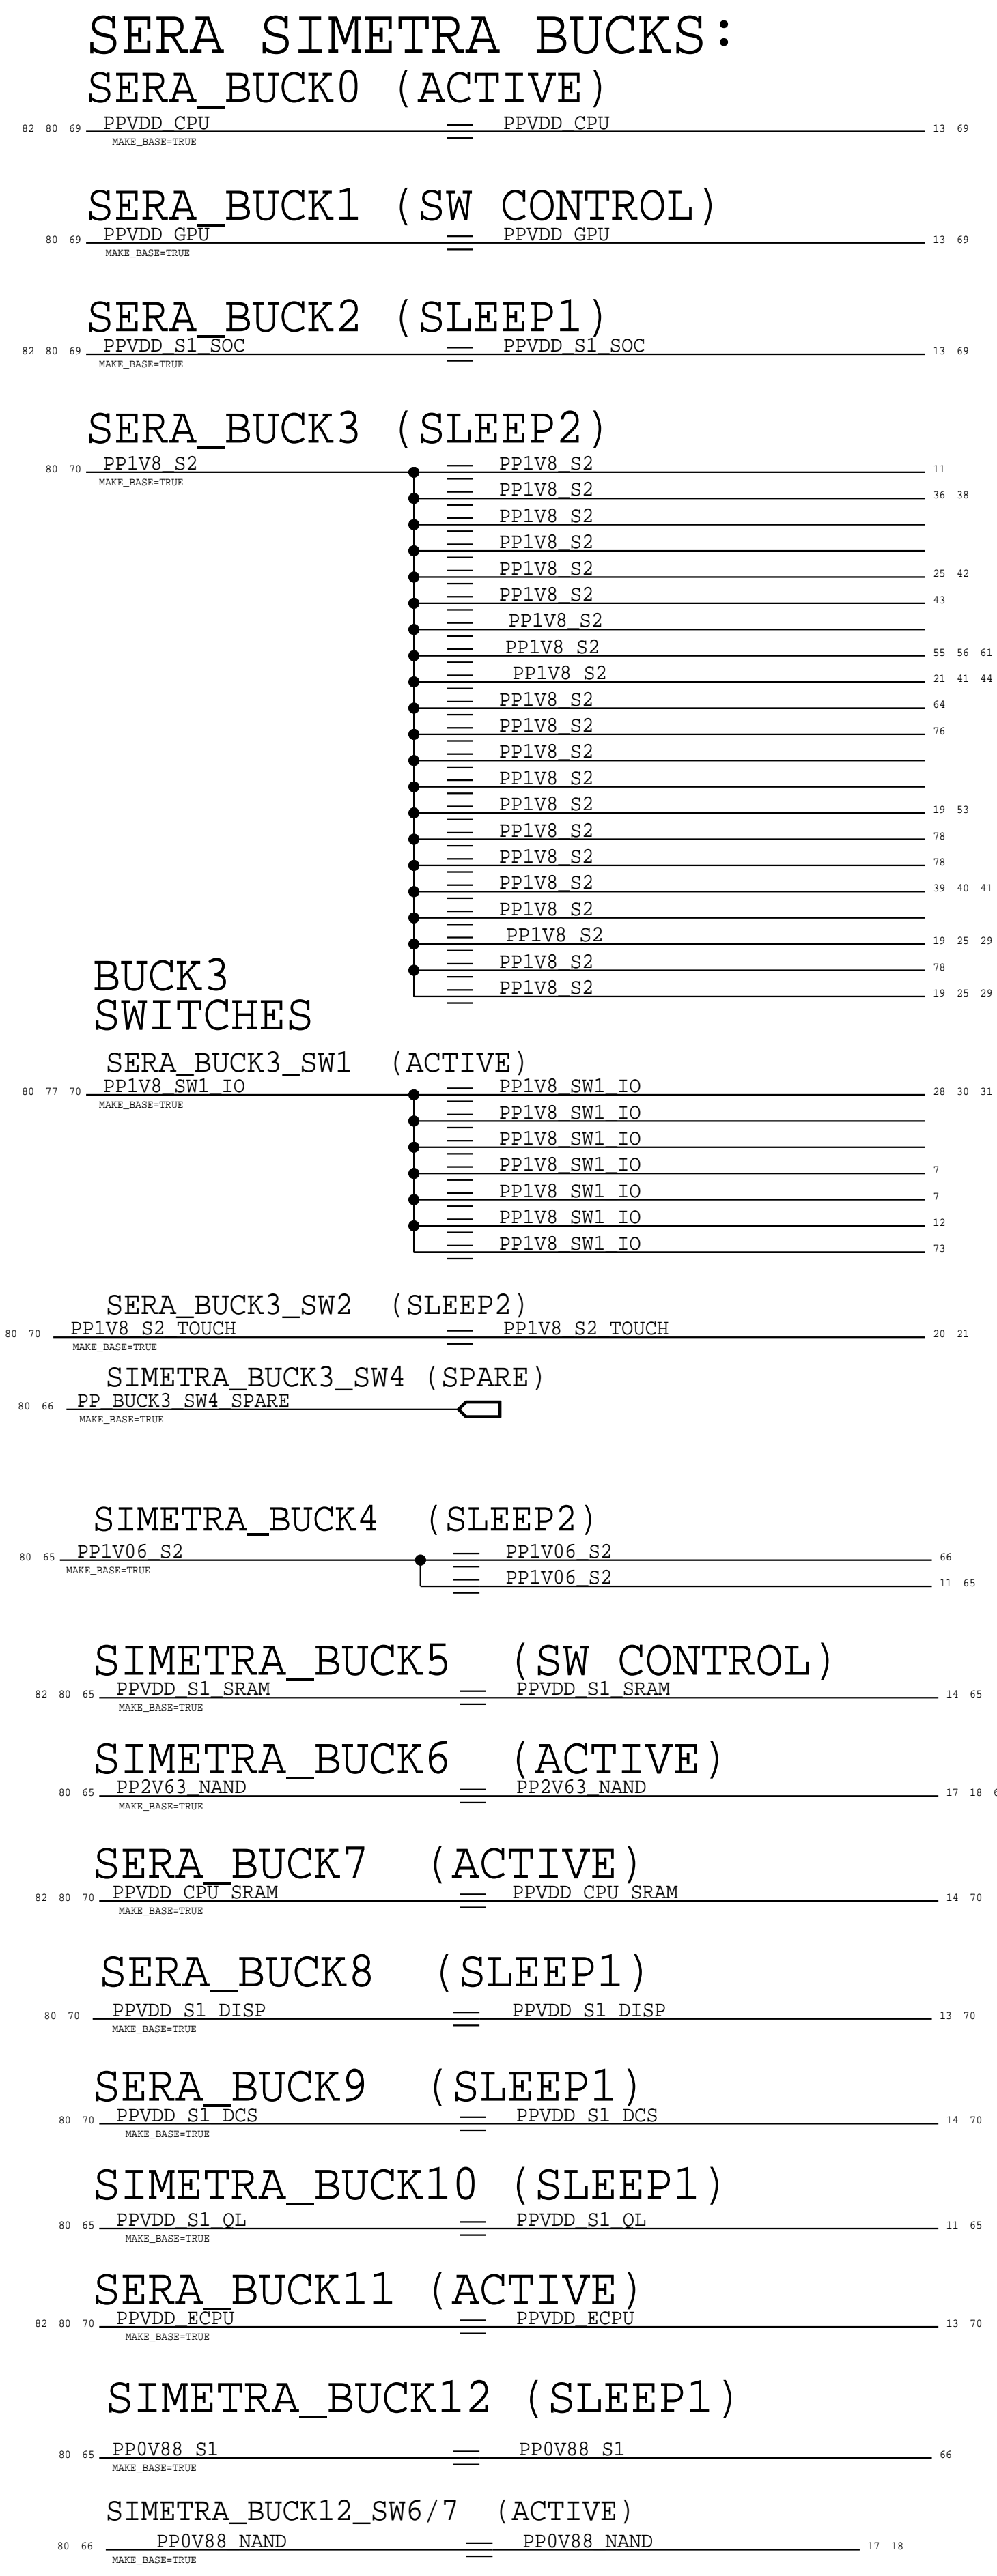 SERA SIMETRA BUCKS:
SERA_BUCK0 (ACTIVE)
82 80 69 PPVDD_CPU PPVDD_CPU 13 69
MAKE_BASE=TRUE
SERA_BUCK1 (SW CONTROL)
80 69 PPVDD_GPU PPVDD_GPU 13 69
MAKE_BASE=TRUE
SERA_BUCK2 (SLEEP1)
82 80 69 PPVDD_S1_SOC PPVDD_S1_SOC 13 69
MAKE_BASE=TRUE
SERA_BUCK3 (SLEEP2)
80 70 PP1V8_S2 PP1V8_S2 11
MAKE_BASE=TRUE
PP1V8_S2 36 38
PP1V8_S2
PP1V8_S2
PP1V8_S2 25 42
PP1V8_S2 43
PP1V8_S2
PP1V8_S2 55 56 61
PP1V8_S2 21 41 44
PP1V8_S2 64
PP1V8_S2 76
PP1V8_S2
PP1V8_S2
PP1V8_S2 19 53
PP1V8_S2 78
PP1V8_S2 78
PP1V8_S2 39 40 41
PP1V8_S2
PP1V8_S2 19 25 29
PP1V8_S2 78
PP1V8_S2 19 25 29
BUCK3
SWITCHES
SERA_BUCK3_SW1 (ACTIVE)
80 77 70 PP1V8_SW1_IO PP1V8_SW1_IO 28 30 31
MAKE_BASE=TRUE
PP1V8_SW1_IO
PP1V8_SW1_IO
PP1V8_SW1_IO 7
PP1V8_SW1_IO 7
PP1V8_SW1_IO 12
PP1V8_SW1_IO 73
SERA_BUCK3_SW2 (SLEEP2)
80 70 PP1V8_S2_TOUCH PP1V8_S2_TOUCH 20 21
MAKE_BASE=TRUE
SIMETRA_BUCK3_SW4 (SPARE)
80 66 PP_BUCK3_SW4_SPARE
MAKE_BASE=TRUE
SIMETRA_BUCK4 (SLEEP2)
80 65 PP1V06_S2 PP1V06_S2 66
MAKE_BASE=TRUE
PP1V06_S2 11 65
SIMETRA_BUCK5 (SW CONTROL)
82 80 65 PPVDD_S1_SRAM PPVDD_S1_SRAM 14 65
MAKE_BASE=TRUE
SIMETRA_BUCK6 (ACTIVE)
80 65 PP2V63_NAND PP2V63_NAND 17 18
MAKE_BASE=TRUE
SERA_BUCK7 (ACTIVE)
82 80 70 PPVDD_CPU_SRAM PPVDD_CPU_SRAM 14 70
MAKE_BASE=TRUE
SERA_BUCK8 (SLEEP1)
80 70 PPVDD_S1_DISP PPVDD_S1_DISP 13 70
MAKE_BASE=TRUE
SERA_BUCK9 (SLEEP1)
80 70 PPVDD_S1_DCS PPVDD_S1_DCS 14 70
MAKE_BASE=TRUE
SIMETRA_BUCK10 (SLEEP1)
80 65 PPVDD_S1_QL PPVDD_S1_QL 11 65
MAKE_BASE=TRUE
SERA_BUCK11 (ACTIVE)
82 80 70 PPVDD_ECPU PPVDD_ECPU 13 70
MAKE_BASE=TRUE
SIMETRA_BUCK12 (SLEEP1)
80 65 PP0V88_S1 PP0V88_S1 66
MAKE_BASE=TRUE
SIMETRA_BUCK12_SW6/7 (ACTIVE)
80 66 PP0V88_NAND PP0V88_NAND 17 18
MAKE_BASE=TRUE